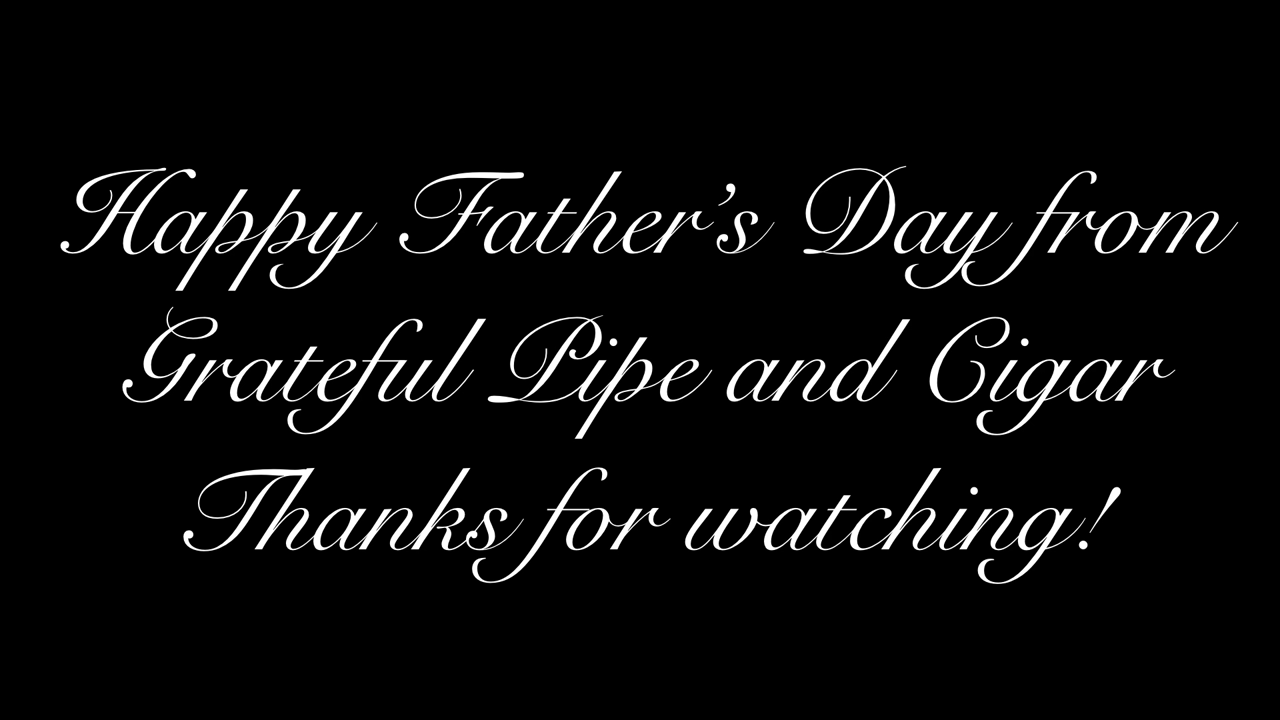 Happy Father’s Day from
Grateful Pipe and Cigar
Thanks for watching!